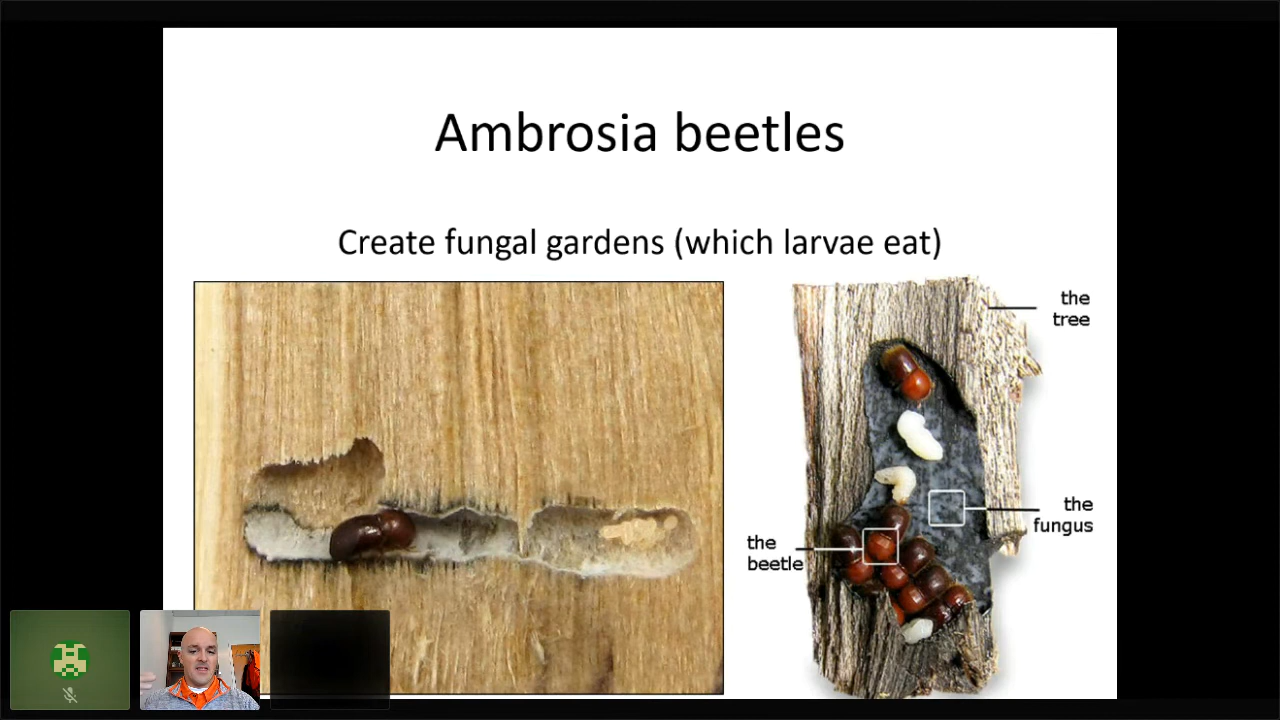 Ambrosia beetles
Create fungal gardens (which larvae eat)
the
tree
the
fungus
the
beetle